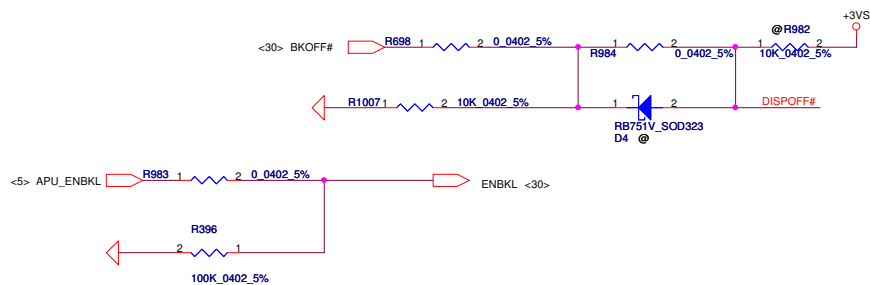 +3VS
@R982
<30> BKOFF# R698 1 2 0_0402_5% R984 1 2 0_0402_5% 1 2 10K_0402_5%
R1007 1 2 10K_0402_5% 1 2 DISPOFF#
RB751V_SOD323
D4 @
<5> APU_ENBKL R983 1 2 0_0402_5% ENBKL <30>
R396
2 1
100K_0402_5%